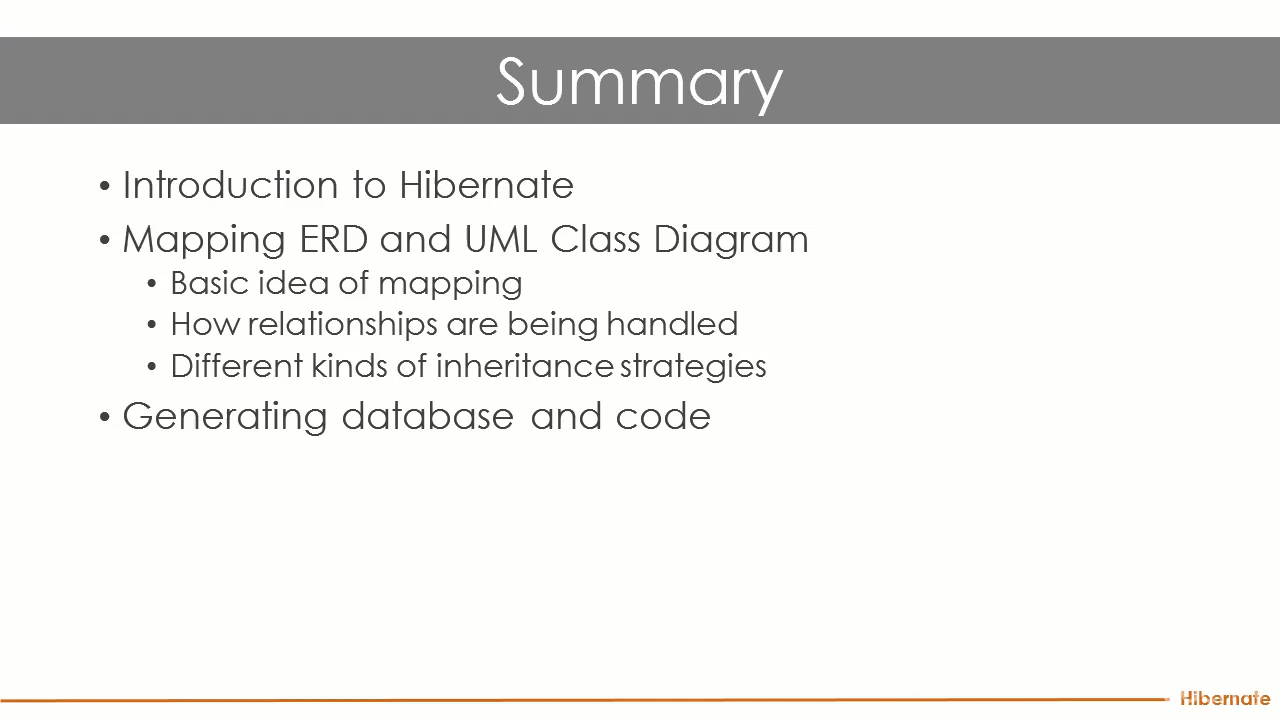 Summary
• Introduction to Hibernate
• Mapping ERD and UML Class Diagram
• Basic idea of mapping
• How relationships are being handled
• Different kinds of inheritance strategies
• Generating database and code
Hibernate